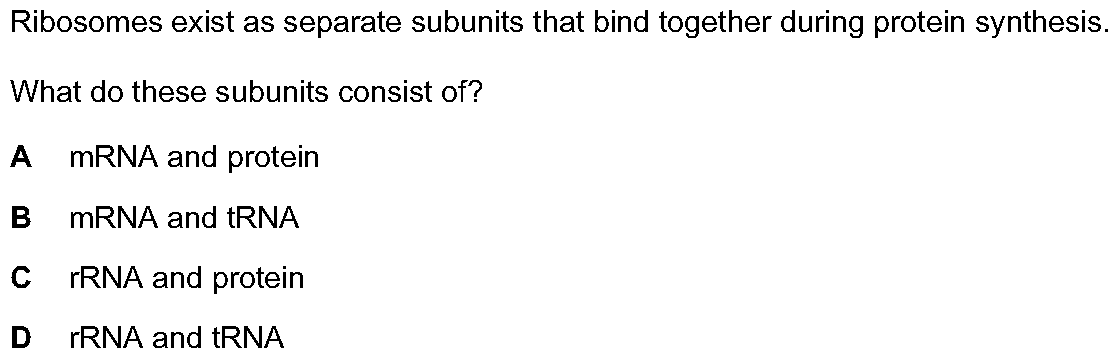 Ribosomes exist as separate subunits that bind together during protein synthesis.
What do these subunits consist of?
A mRNA and protein
B mRNA and tRNA
C rRNA and protein
D rRNA and tRNA